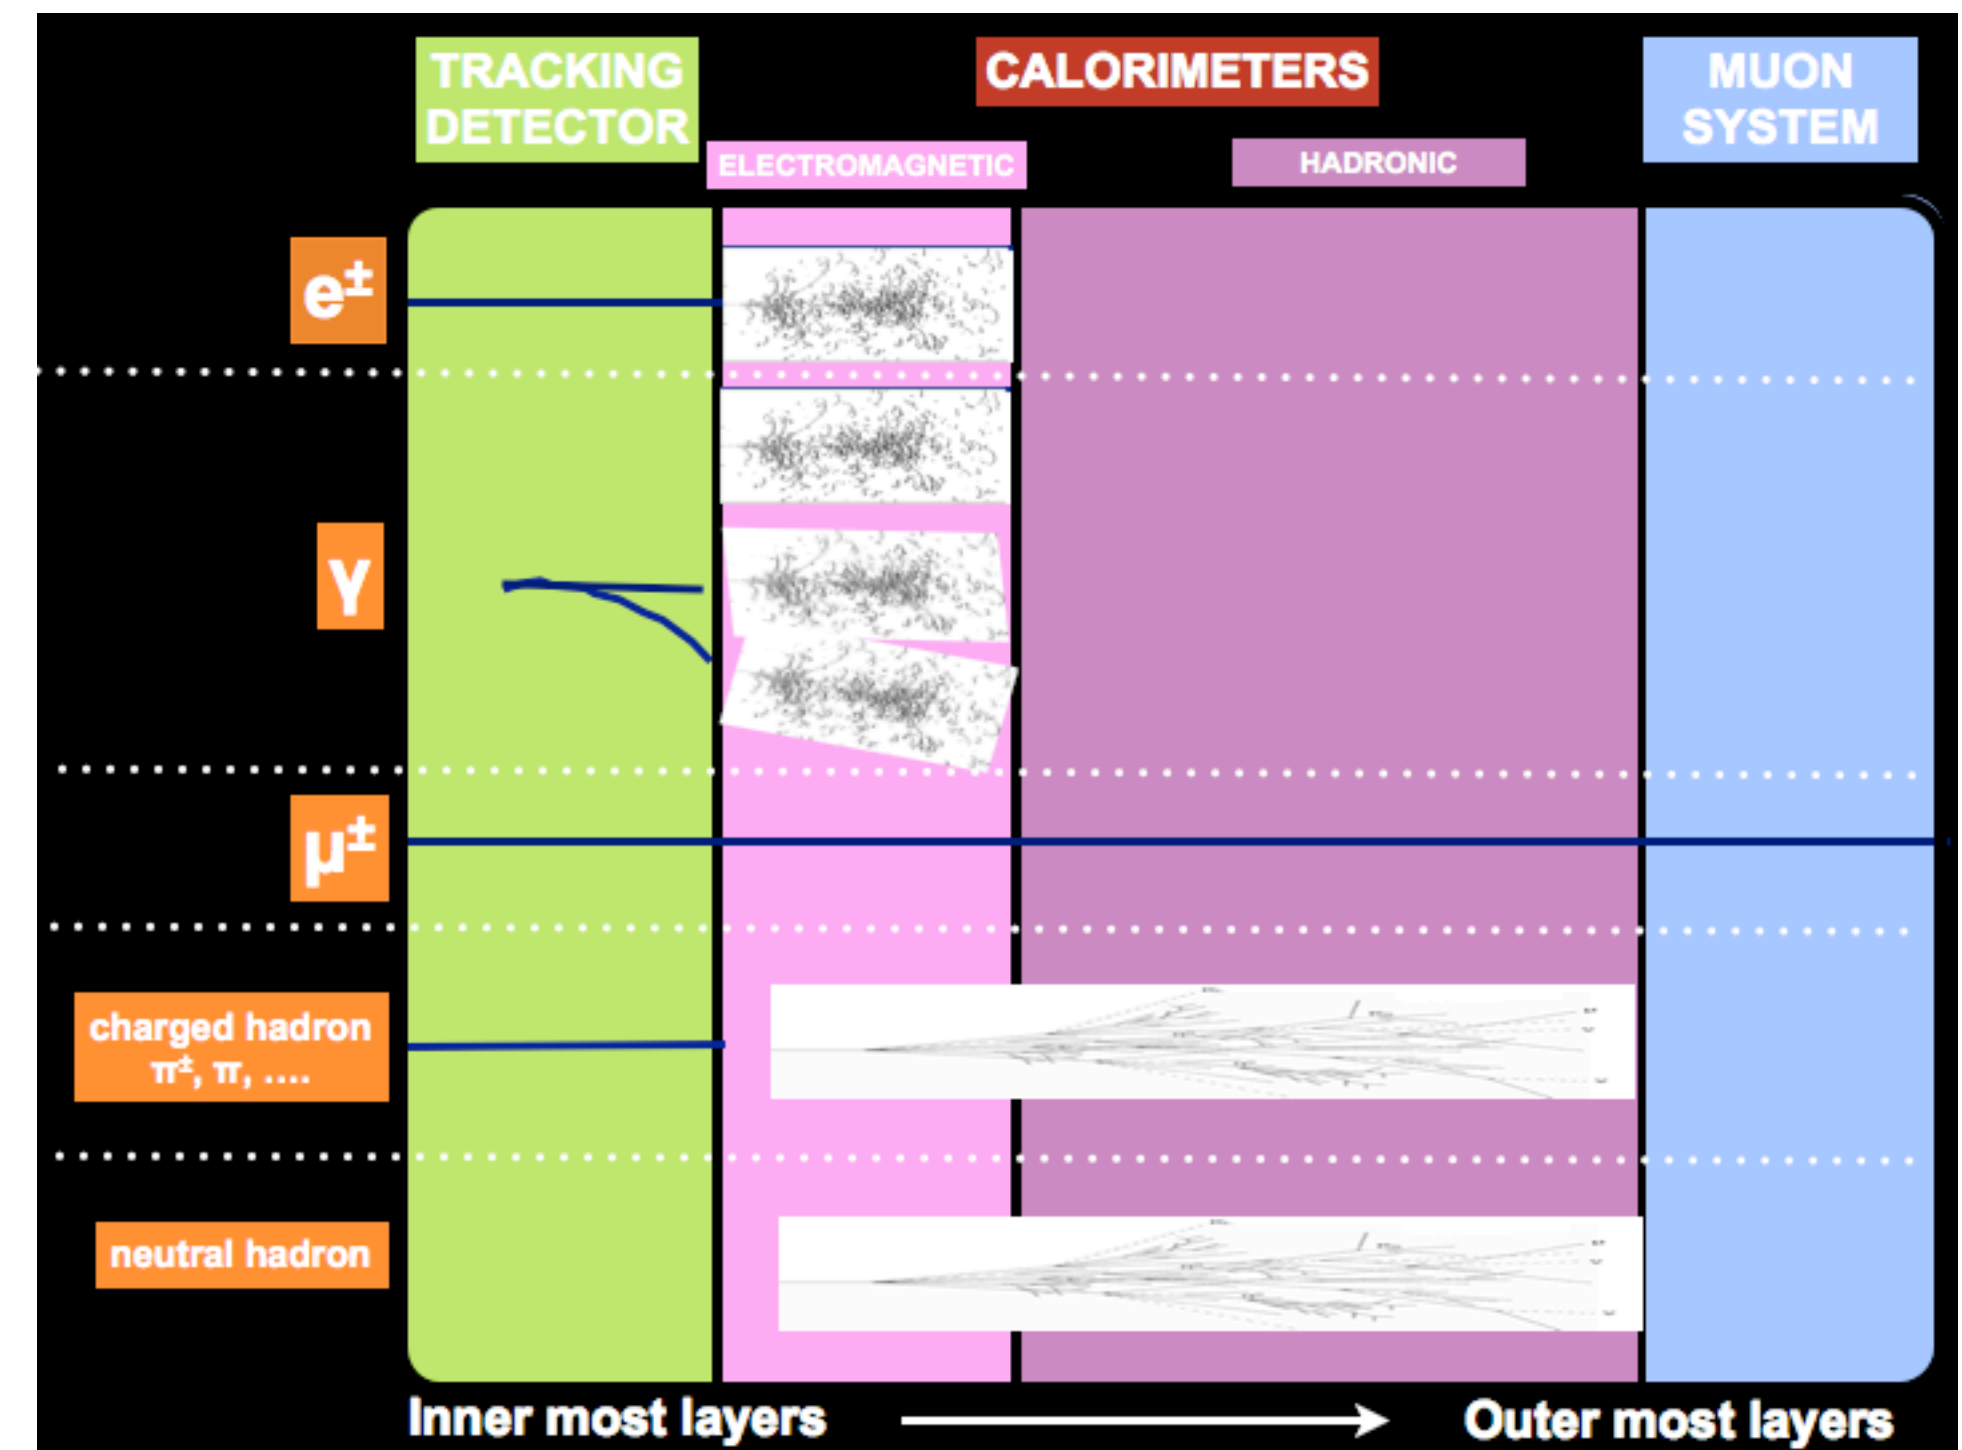 TRACKING
DETECTOR
CALORIMETERS
MUON
SYSTEM
ELECTROMAGNETIC
HADRONIC
e±
γ
μ±
charged hadron
π±, π, ....
neutral hadron
Inner most layers
Outer most layers